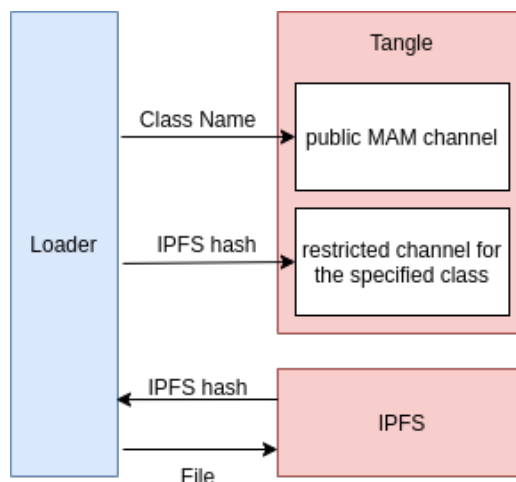 Tangle
Class Name
public MAM channel
Loader
IPFS hash
restricted channel for
the specified class
IPFS hash
IPFS
File